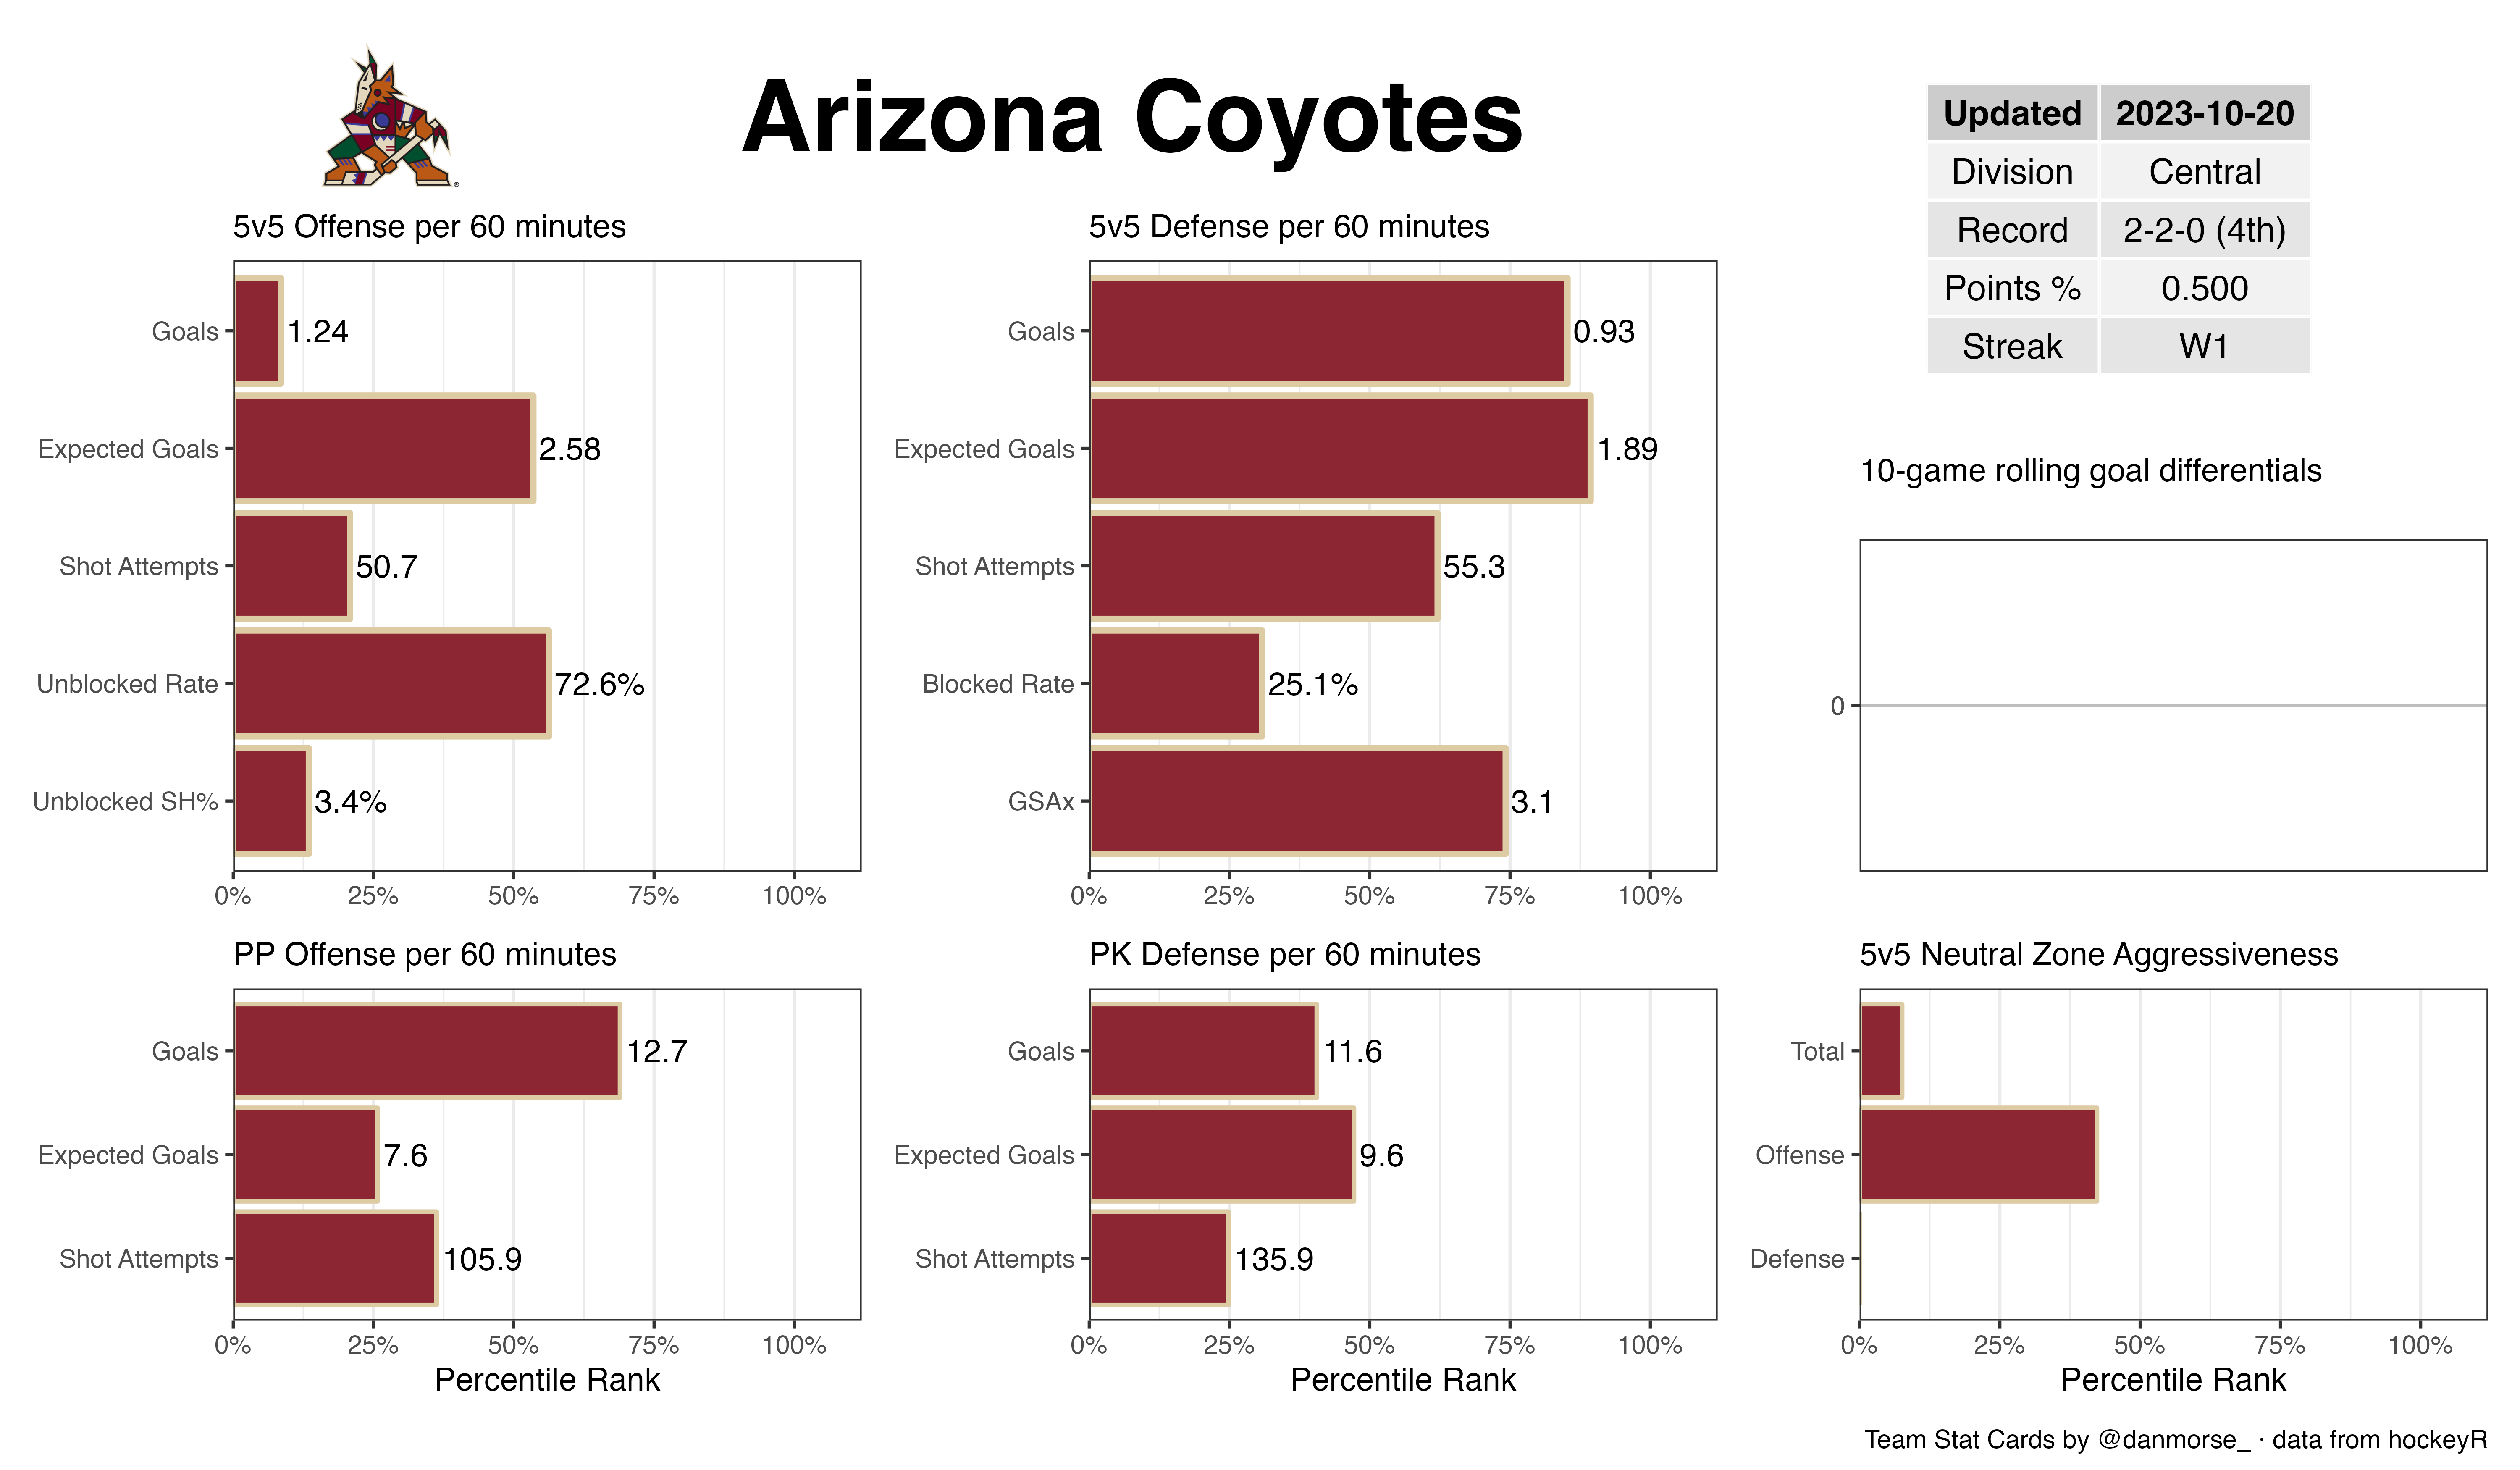 Arizona Coyotes
®
Updated 2023-10-20
Division Central
Record 2-2-0 (4th)
Points % 0.500
Streak W1
5v5 Offense per 60 minutes
Goals 1.24
Expected Goals 2.58
Shot Attempts 50.7
Unblocked Rate 72.6%
Unblocked SH% 3.4%
0% 25% 50% 75% 100%
5v5 Defense per 60 minutes
Goals 0.93
Expected Goals 1.89
Shot Attempts 55.3
Blocked Rate 25.1%
GSAx 3.1
0% 25% 50% 75% 100%
10-game rolling goal differentials
0
PP Offense per 60 minutes
Goals 12.7
Expected Goals 7.6
Shot Attempts 105.9
0% 25% 50% 75% 100%
Percentile Rank
PK Defense per 60 minutes
Goals 11.6
Expected Goals 9.6
Shot Attempts 135.9
0% 25% 50% 75% 100%
Percentile Rank
5v5 Neutral Zone Aggressiveness
Total
Offense
Defense
0% 25% 50% 75% 100%
Percentile Rank
Team Stat Cards by @danmorse_ · data from hockeyR